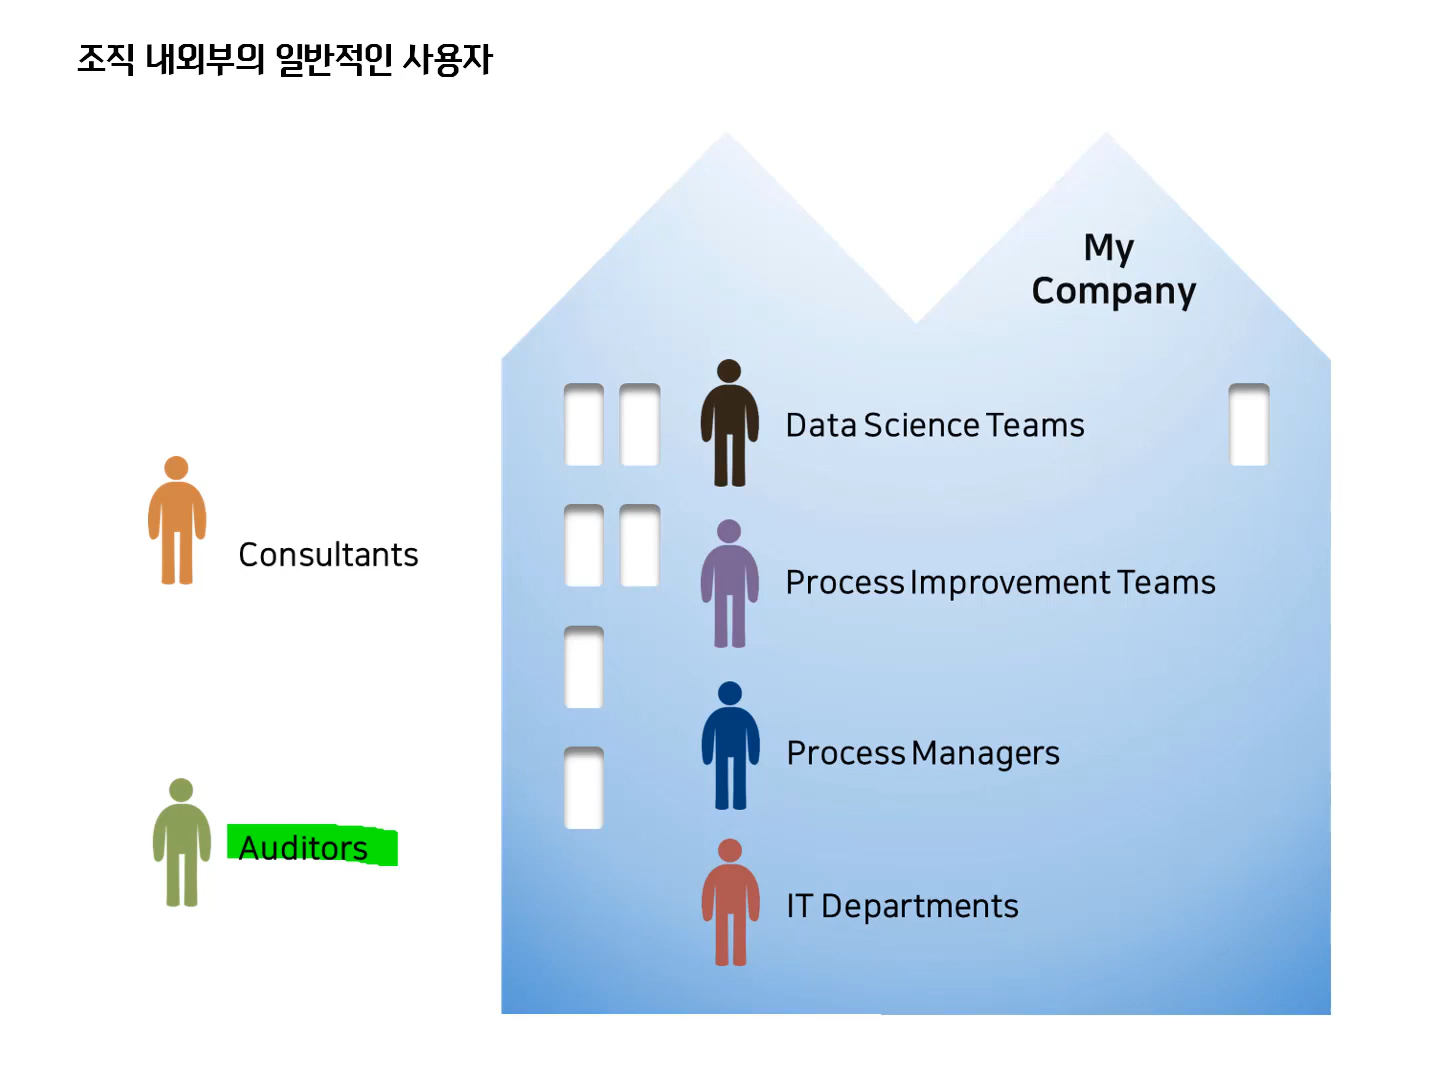 조직 내외부의 일반적인 사용자
My
Company
Data Science Teams
Consultants
Process Improvement Teams
Process Managers
Auditors
IT Departments